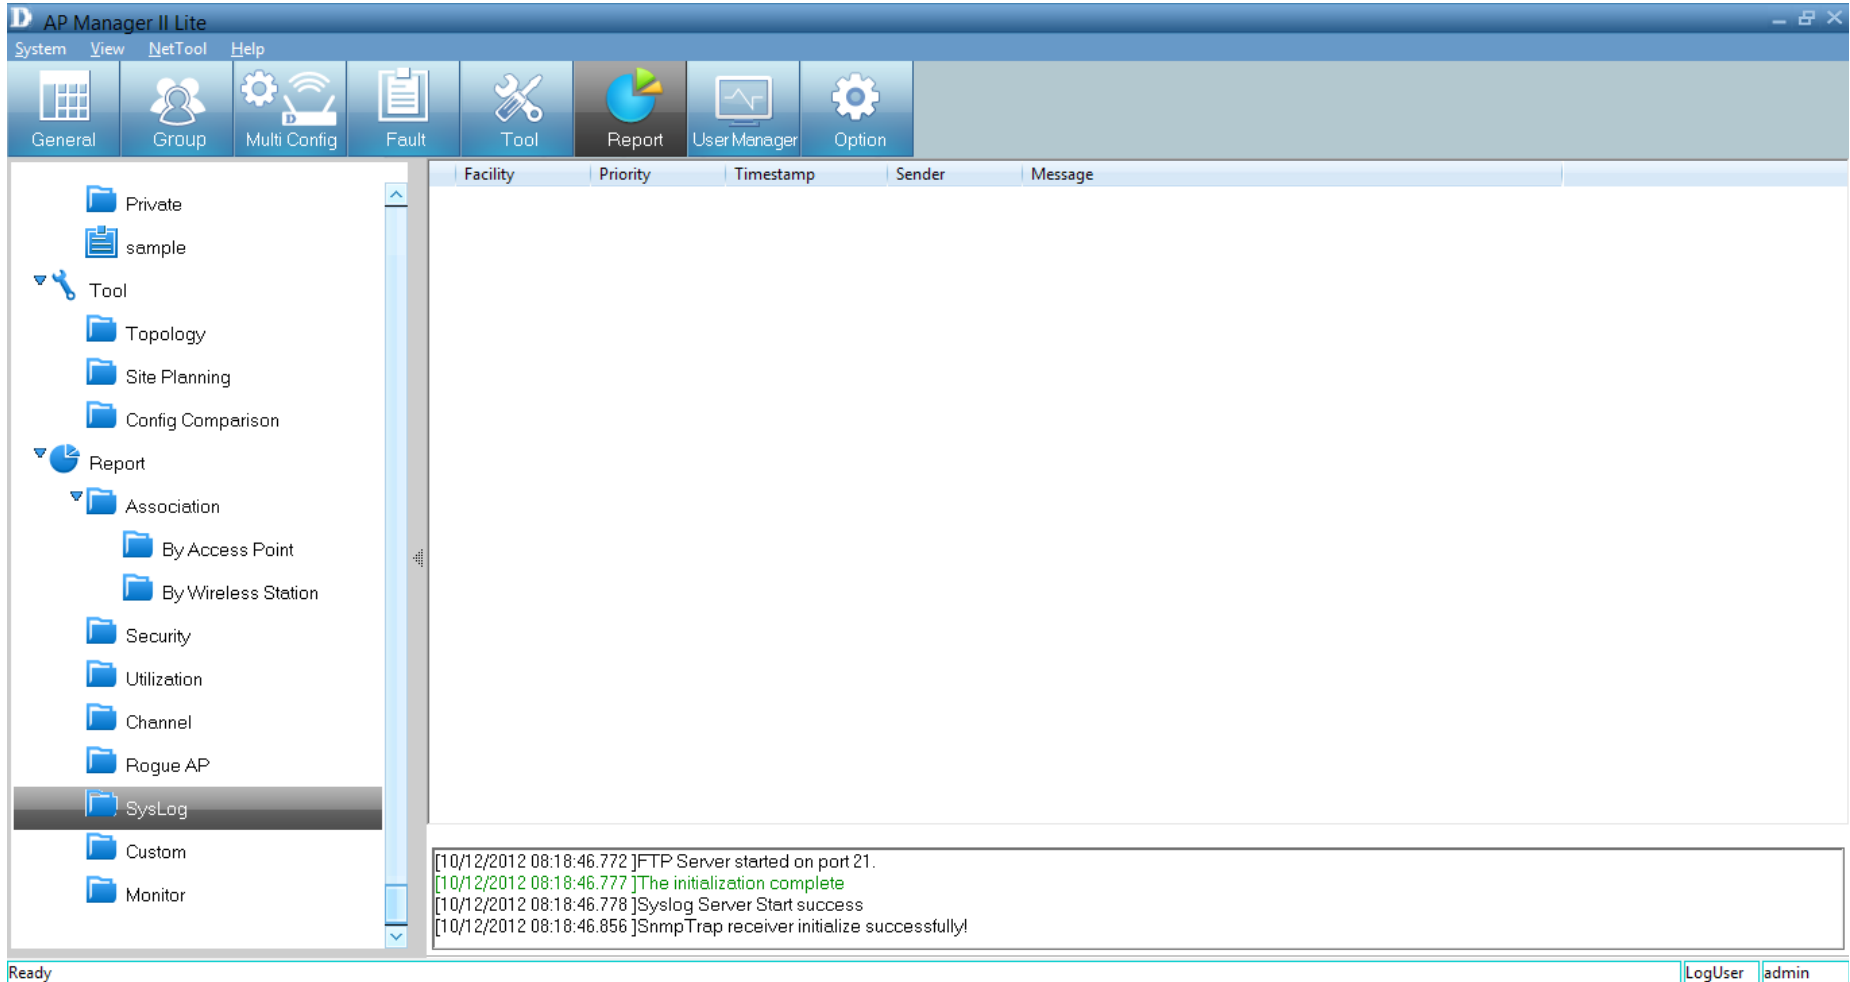 D AP Manager II Lite
System View NetTool Help
General Group Multi Config Fault Tool Report User Manager Option
D
Facility Priority Timestamp Sender Message
Private
sample
Tool
Topology
Site Planning
Config Comparison
Report
Association
By Access Point
By Wireless Station
Security
Utilization
Channel
Rogue AP
SysLog
Custom
Monitor
[10/12/2012 08:18:46.772 ]FTP Server started on port 21.
[10/12/2012 08:18:46.777 ]The initialization complete
[10/12/2012 08:18:46.778 ]Syslog Server Start success
[10/12/2012 08:18:46.856 ]SnmpTrap receiver initialize successfully!
Ready LogUser admin